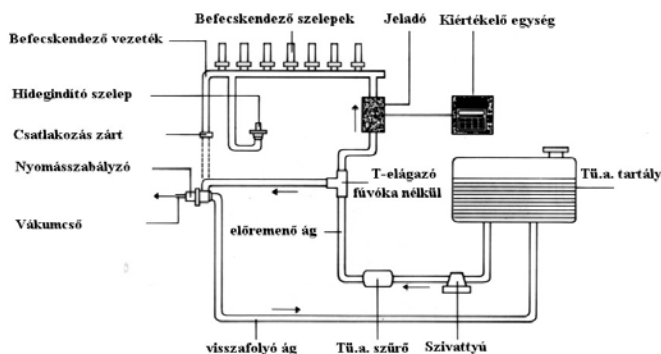 Befecskendező szelepek
Jeladó
Kiértékelő egység
Befecskendező vezeték
Hidegindító szelep
Csatlakozás zárt
Nyomásszabályzó
Vákumcső
T-elágazó
fúvóka nélkül
Tü.a. tartály
előremenő ág
visszafolyó ág
Tü.a. szűrő
Szivattyú